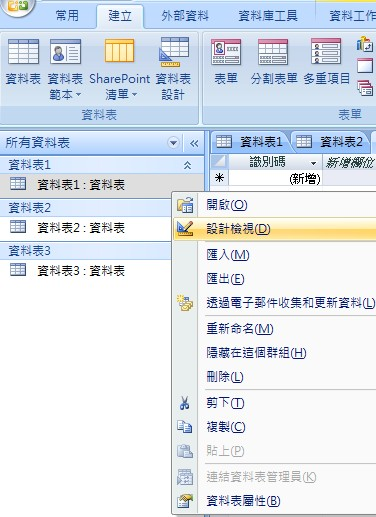 常用 建立 外部資料 資料庫工具 資料工作
資料表 資料表範本 SharePoint 清單 資料表設計 表單 分割表單 多重項目
資料表 表單
所有資料表 資料表1 資料表2
資料表1 識別碼 新增欄位
資料表1 : 資料表 * (新增)
資料表2
資料表2 : 資料表
資料表3
資料表3 : 資料表
開啟(O)
設計檢視(D)
匯入(M)
匯出(E)
透過電子郵件收集和更新資料(L)
重新命名(M)
隱藏在這個群組(H)
刪除(L)
剪下(T)
複製(C)
貼上(P)
連結資料表管理員(K)
資料表屬性(B)